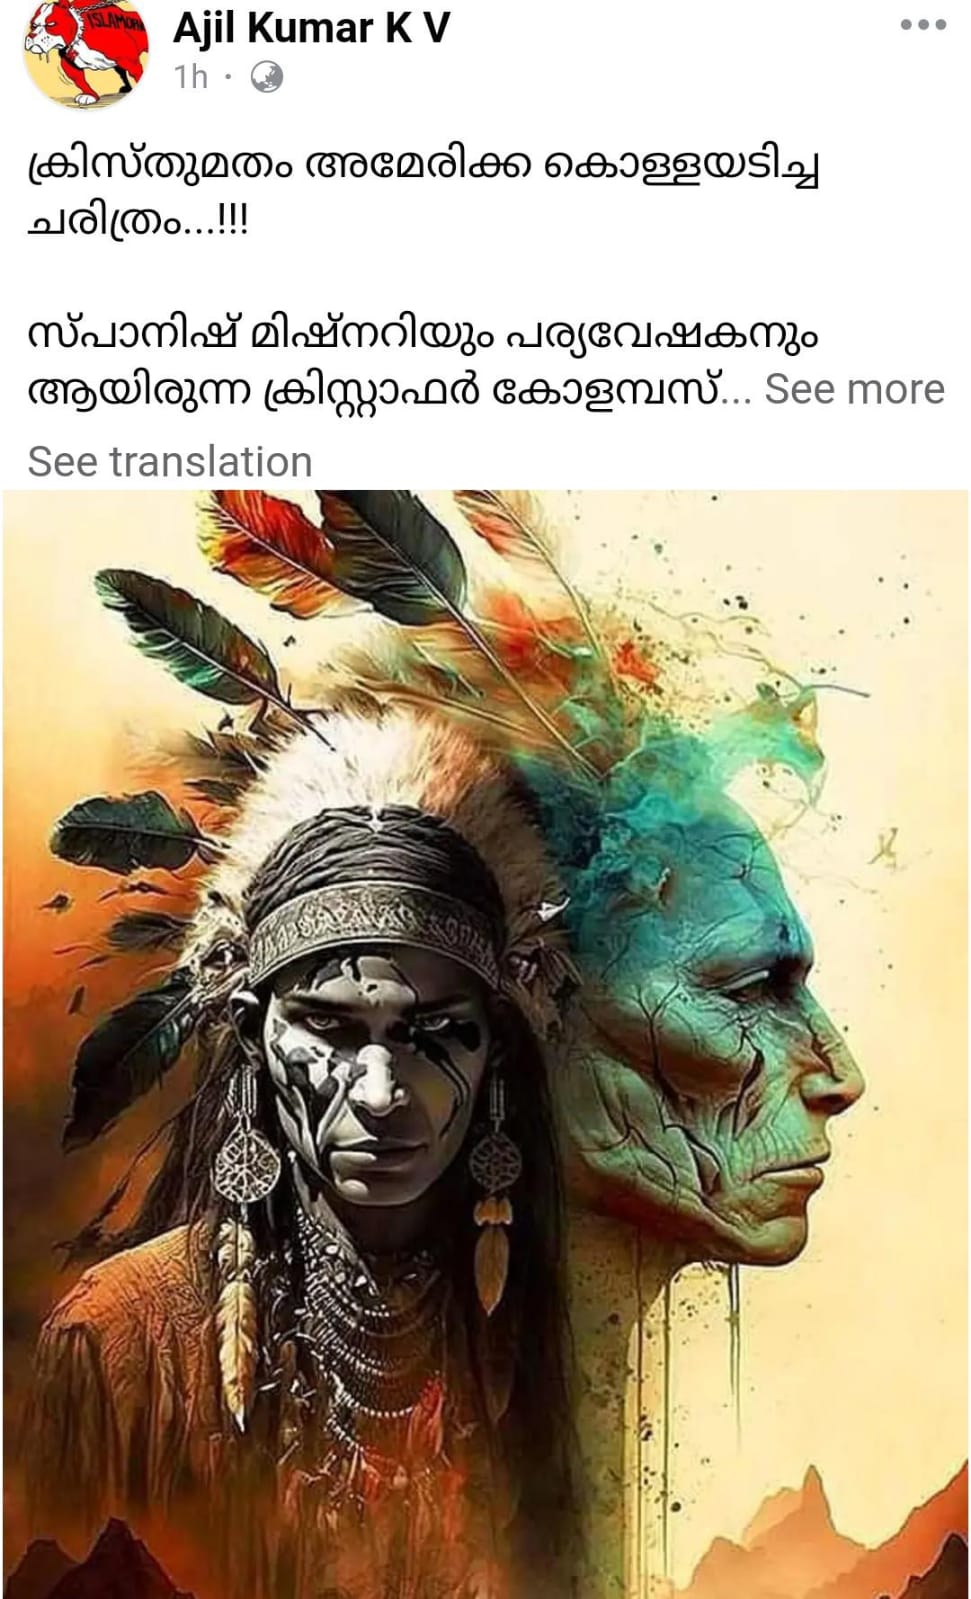 Ajil Kumar K V
1h ·
ക്രിസ്തുമതം അമേരിക്ക കൊള്ളയടിച്ച
ചരിത്രം...!!!
സ്പാനിഷ് മിഷ്നറിയും പര്യവേഷകനും
ആയിരുന്ന ക്രിസ്റ്റാഫർ കോളമ്പസ്... See more
See translation